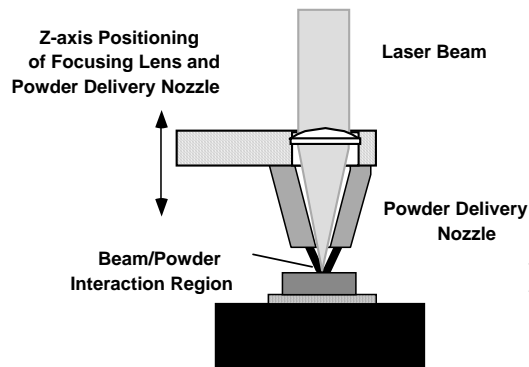 Z-axis Positioning
of Focusing Lens and
Powder Delivery Nozzle
Laser Beam
Powder Delivery
Nozzle
Beam/Powder
Interaction Region